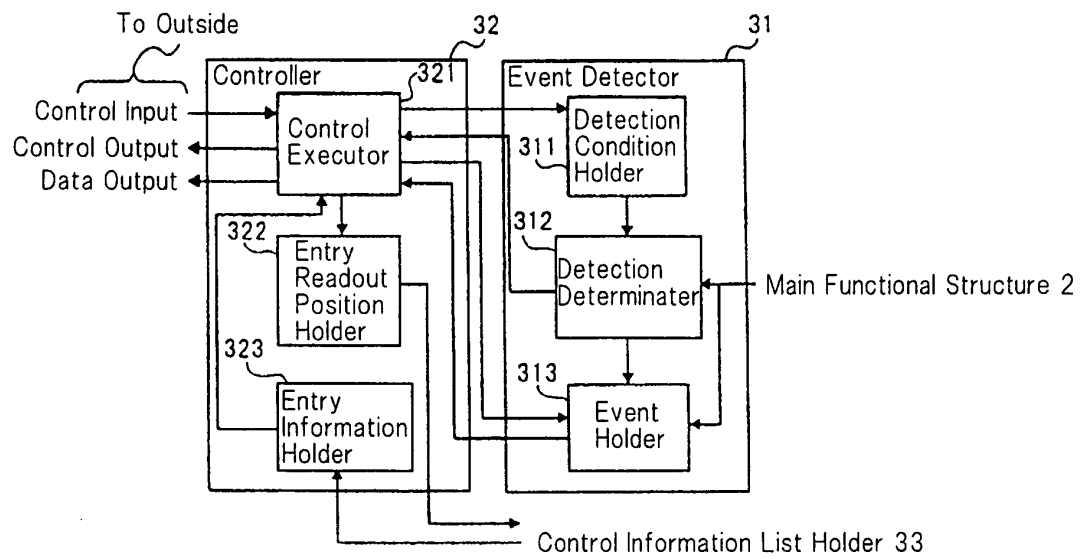 To Outside
32
31
Controller
321
Event Detector
Control Input
Control Output
Data Output
Control
Executor
311
Detection
Condition
Holder
322
Entry
Readout
Position
Holder
312
Detection
Determinater
Main Functional Structure 2
323
Entry
Information
Holder
313
Event
Holder
Control Information List Holder 33